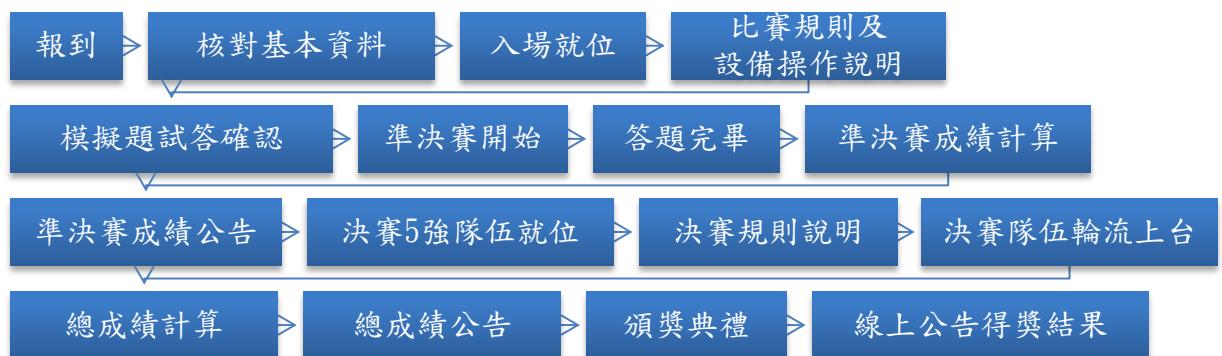 報到
核對基本資料
入場就位
比賽規則及
設備操作說明
模擬題試答確認
準決賽開始
答題完畢
準決賽成績計算
準決賽成績公告
決賽5強隊伍就位
決賽規則說明
決賽隊伍輪流上台
總成績計算
總成績公告
頒獎典禮
線上公告得獎結果